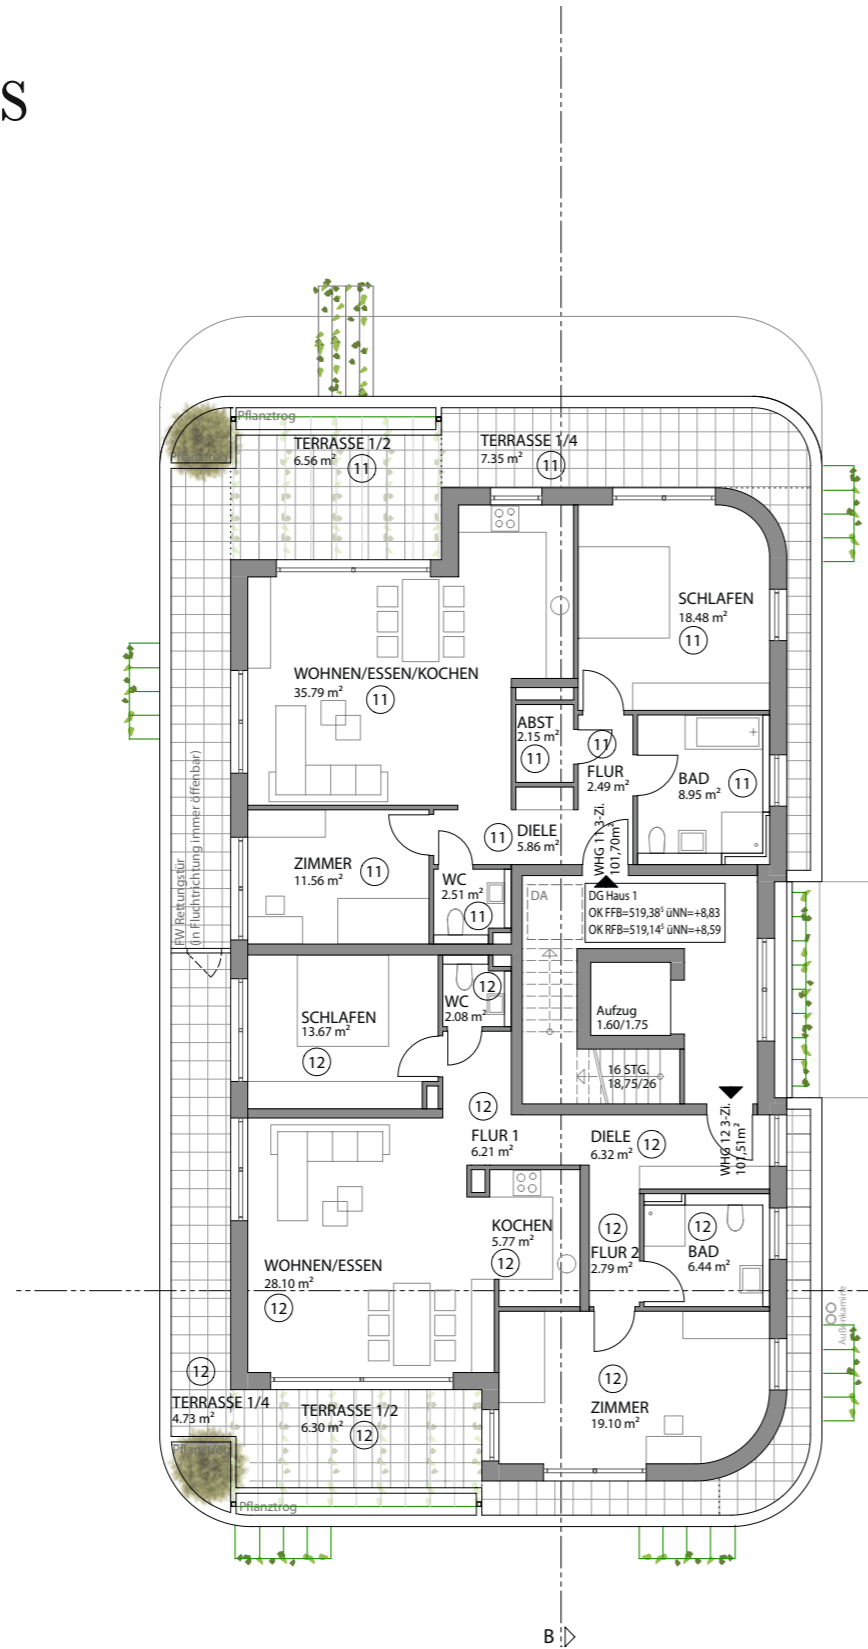 S
Pflanztrog
Pflanztrog
TERRASSE 1/2
6.56 m²
11
TERRASSE 1/4
7.35 m²
11
SCHLAFEN
18.48 m²
11
WOHNEN/ESSEN/KOCHEN
35.79 m²
11
ABST
2.15 m²
11
11
FLUR
2.49 m²
BAD
8.95 m²
11
11
DIELE
5.86 m²
WHG 11 3-Zi.
101,70m²
ZIMMER
11.56 m²
11
WC
2.51 m²
11
FW Rettungstür
(in Fluchtrichtung immer öffenbar)
DA
DG Haus 1
OK FFB=519,38⁵ üNN=+8,83
OK RFB=519,14⁵ üNN=+8,59
SCHLAFEN
13.67 m²
12
WC
2.08 m²
12
Aufzug
1.60/1.75
16 STG.
18,75/26
12
FLUR 1
6.21 m²
DIELE
6.32 m²
12
WHG 12 3-Zi.
101,51m²
KOCHEN
5.77 m²
12
12
FLUR 2
2.79 m²
12
BAD
6.44 m²
WOHNEN/ESSEN
28.10 m²
12
Außenkamine
12
TERRASSE 1/4
4.73 m²
TERRASSE 1/2
6.30 m²
12
12
ZIMMER
19.10 m²
Pflanztrog
Pflanztrog
B